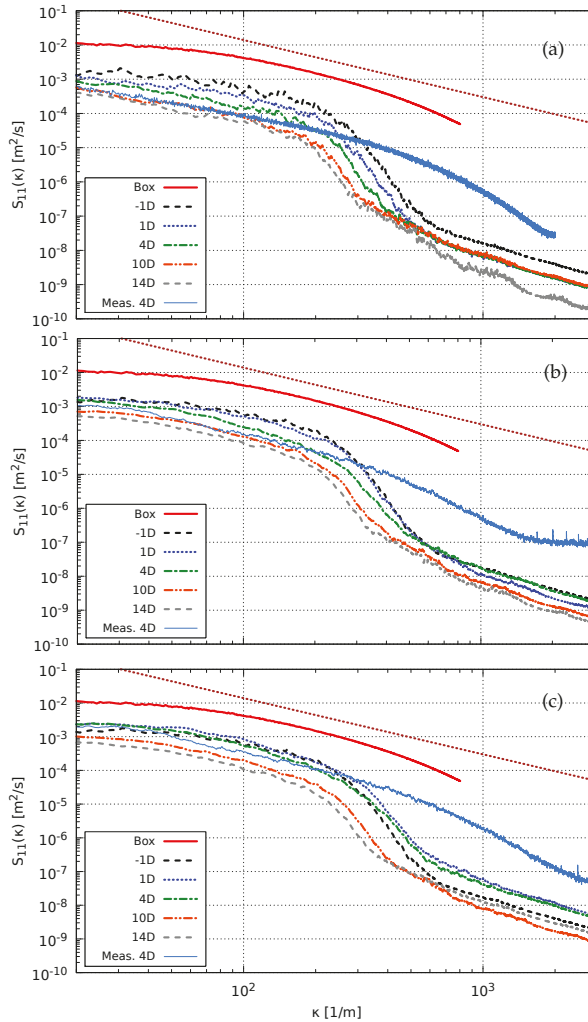 (a)
S₁₁(κ) [m²/s]
10⁻¹
10⁻²
10⁻³
10⁻⁴
10⁻⁵
10⁻⁶
10⁻⁷
10⁻⁸
10⁻⁹
10⁻¹⁰
Box
-1D
1D
4D
10D
14D
Meas. 4D
(b)
S₁₁(κ) [m²/s]
10⁻¹
10⁻²
10⁻³
10⁻⁴
10⁻⁵
10⁻⁶
10⁻⁷
10⁻⁸
10⁻⁹
10⁻¹⁰
Box
-1D
1D
4D
10D
14D
Meas. 4D
(c)
S₁₁(κ) [m²/s]
10⁻¹
10⁻²
10⁻³
10⁻⁴
10⁻⁵
10⁻⁶
10⁻⁷
10⁻⁸
10⁻⁹
10⁻¹⁰
Box
-1D
1D
4D
10D
14D
Meas. 4D
10² 10³
κ [1/m]